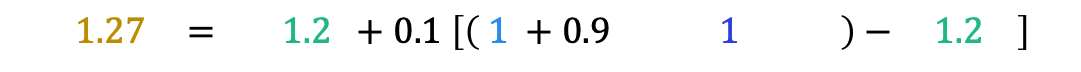 1.27 = 1.2 + 0.1 [( 1 + 0.9 1 ) − 1.2 ]